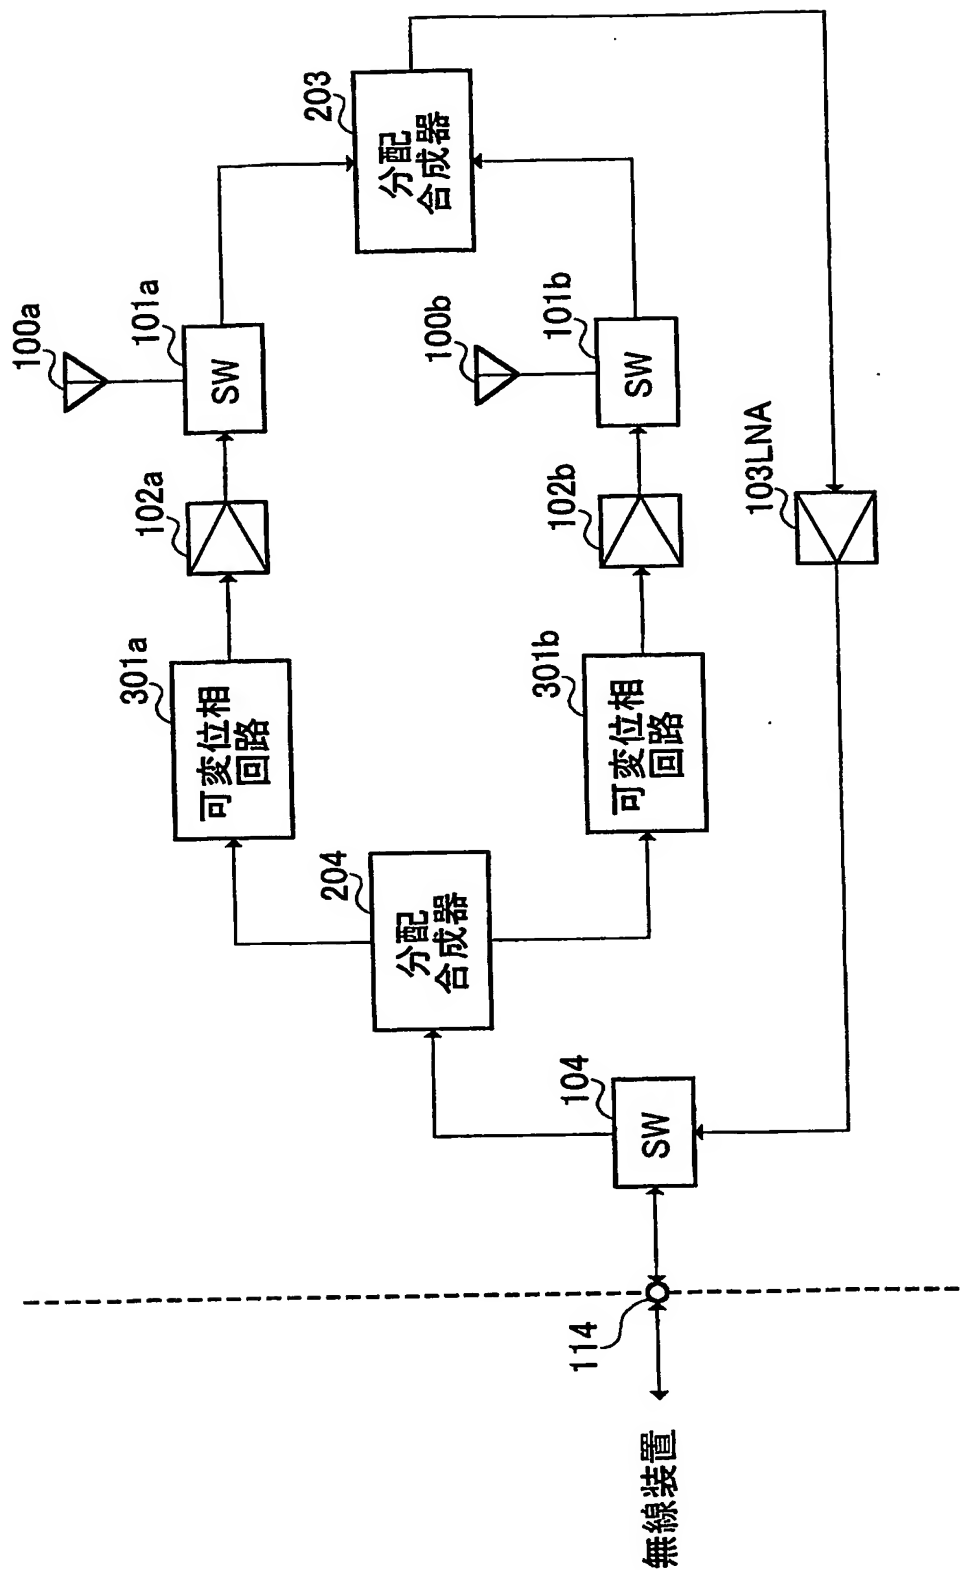 100a
101a
SW
102a
301a
可変位相
回路
203
分配
合成器
204
分配
合成器
100b
101b
SW
102b
301b
可変位相
回路
104
SW
103LNA
114
無線装置